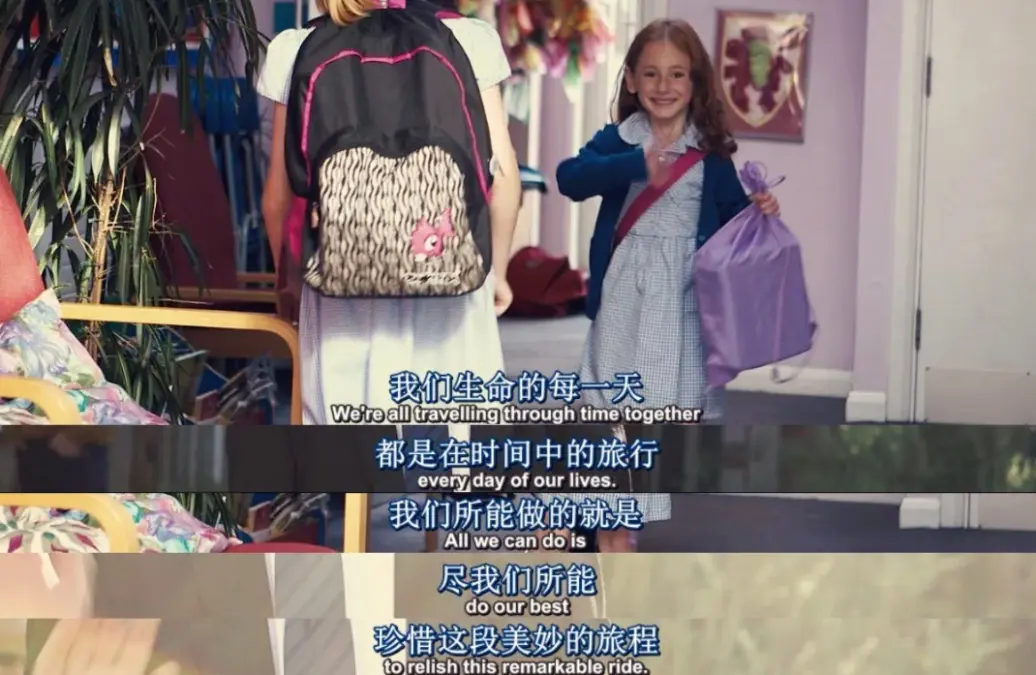 我们生命的每一天
We're all travelling through time together
都是在时间中的旅行
every day of our lives.
我们所能做的就是
All we can do is
尽我们所能
do our best
珍惜这段美妙的旅程
to relish this remarkable ride.